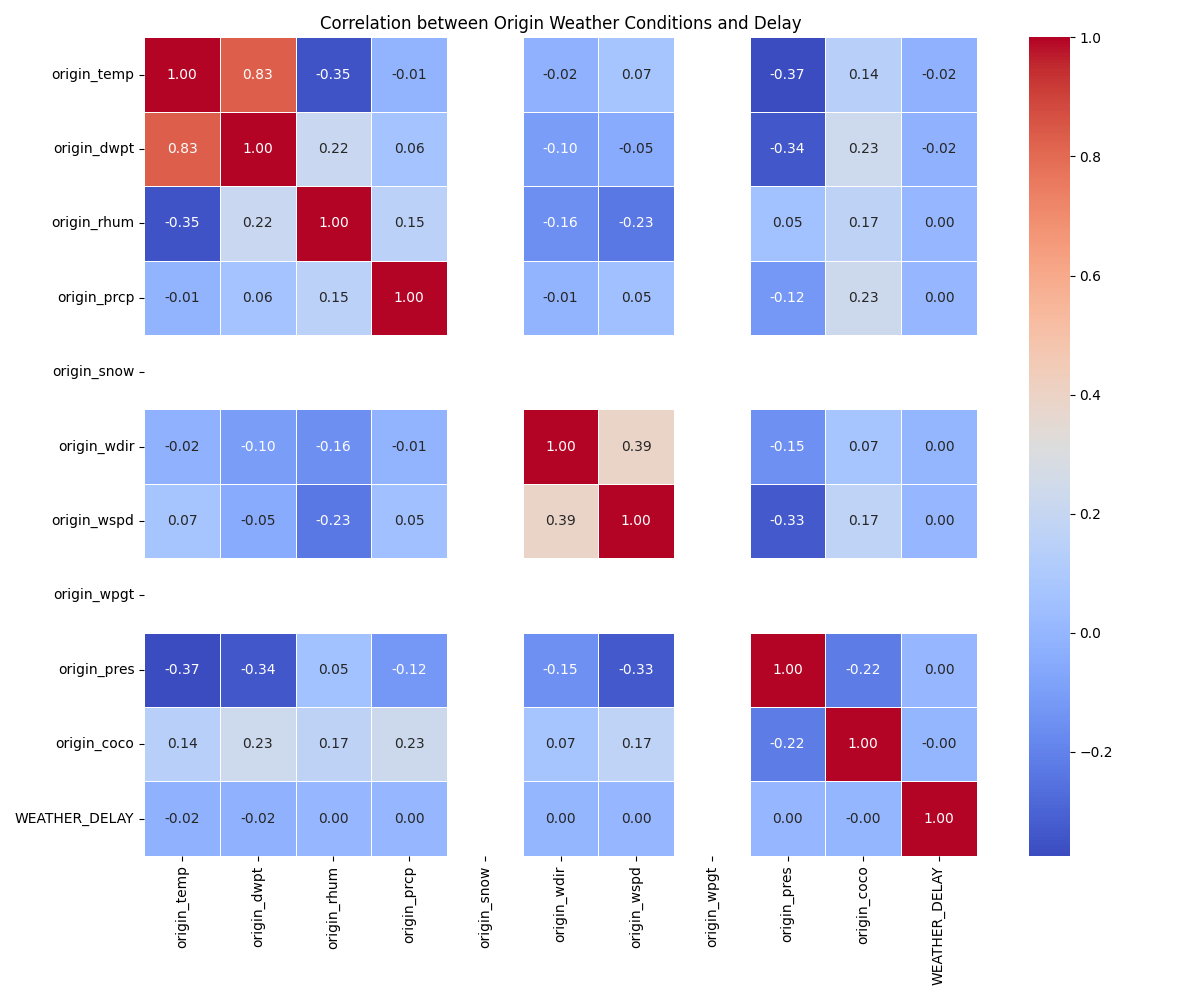 Correlation between Origin Weather Conditions and Delay
origin_temp 1.00 0.83 -0.35 -0.01 -0.02 0.07 -0.37 0.14 -0.02
origin_dwpt 0.83 1.00 0.22 0.06 -0.10 -0.05 -0.34 0.23 -0.02
origin_rhum -0.35 0.22 1.00 0.15 -0.16 -0.23 0.05 0.17 0.00
origin_prcp -0.01 0.06 0.15 1.00 -0.01 0.05 -0.12 0.23 0.00
origin_snow
origin_wdir -0.02 -0.10 -0.16 -0.01 1.00 0.39 -0.15 0.07 0.00
origin_wspd 0.07 -0.05 -0.23 0.05 0.39 1.00 -0.33 0.17 0.00
origin_wpgt
origin_pres -0.37 -0.34 0.05 -0.12 -0.15 -0.33 1.00 -0.22 0.00
origin_coco 0.14 0.23 0.17 0.23 0.07 0.17 -0.22 1.00 -0.00
WEATHER_DELAY -0.02 -0.02 0.00 0.00 0.00 0.00 0.00 -0.00 1.00
origin_temp
origin_dwpt
origin_rhum
origin_prcp
origin_snow
origin_wdir
origin_wspd
origin_wpgt
origin_pres
origin_coco
WEATHER_DELAY
1.0
0.8
0.6
0.4
0.2
0.0
−0.2